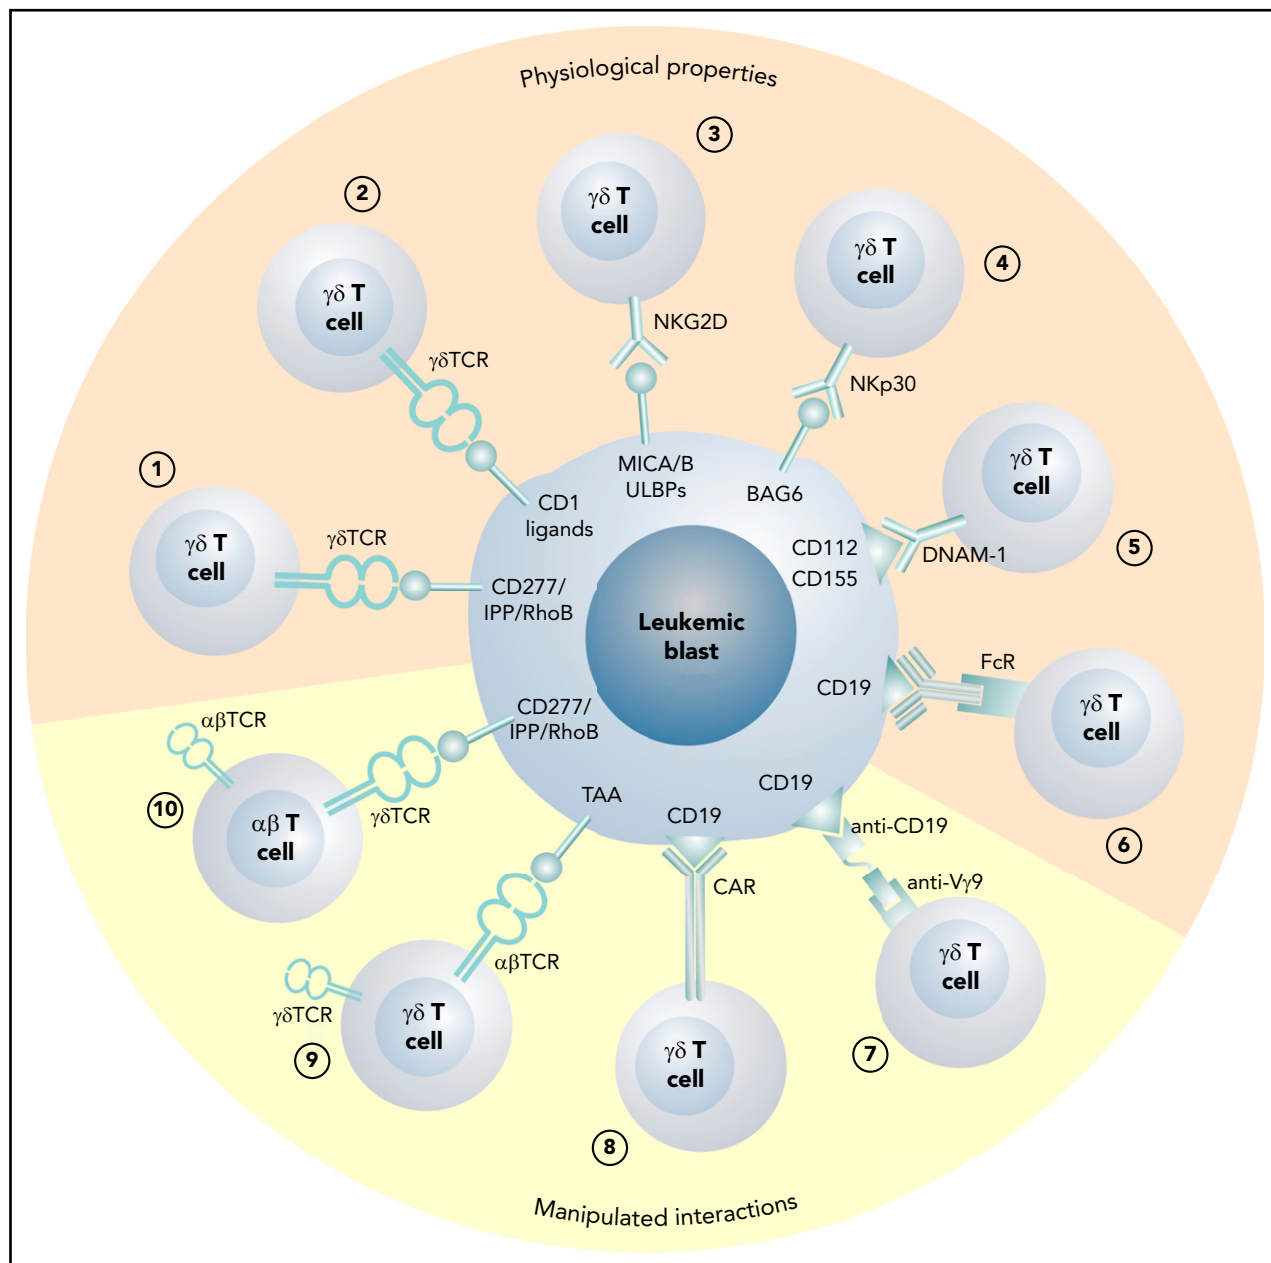 Physiological properties
1
γδ T
cell
γδTCR
CD277/
IPP/RhoB
2
γδ T
cell
γδTCR
CD1
ligands
3
γδ T
cell
NKG2D
MICA/B
ULBPs
4
γδ T
cell
NKp30
BAG6
5
γδ T
cell
DNAM-1
CD112
CD155
6
γδ T
cell
FcR
CD19
Leukemic
blast
7
γδ T
cell
anti-Vγ9
anti-CD19
CD19
8
γδ T
cell
CAR
CD19
9
γδ T
cell
γδTCR
αβTCR
TAA
10
αβ T
cell
αβTCR
γδTCR
CD277/
IPP/RhoB
Manipulated interactions